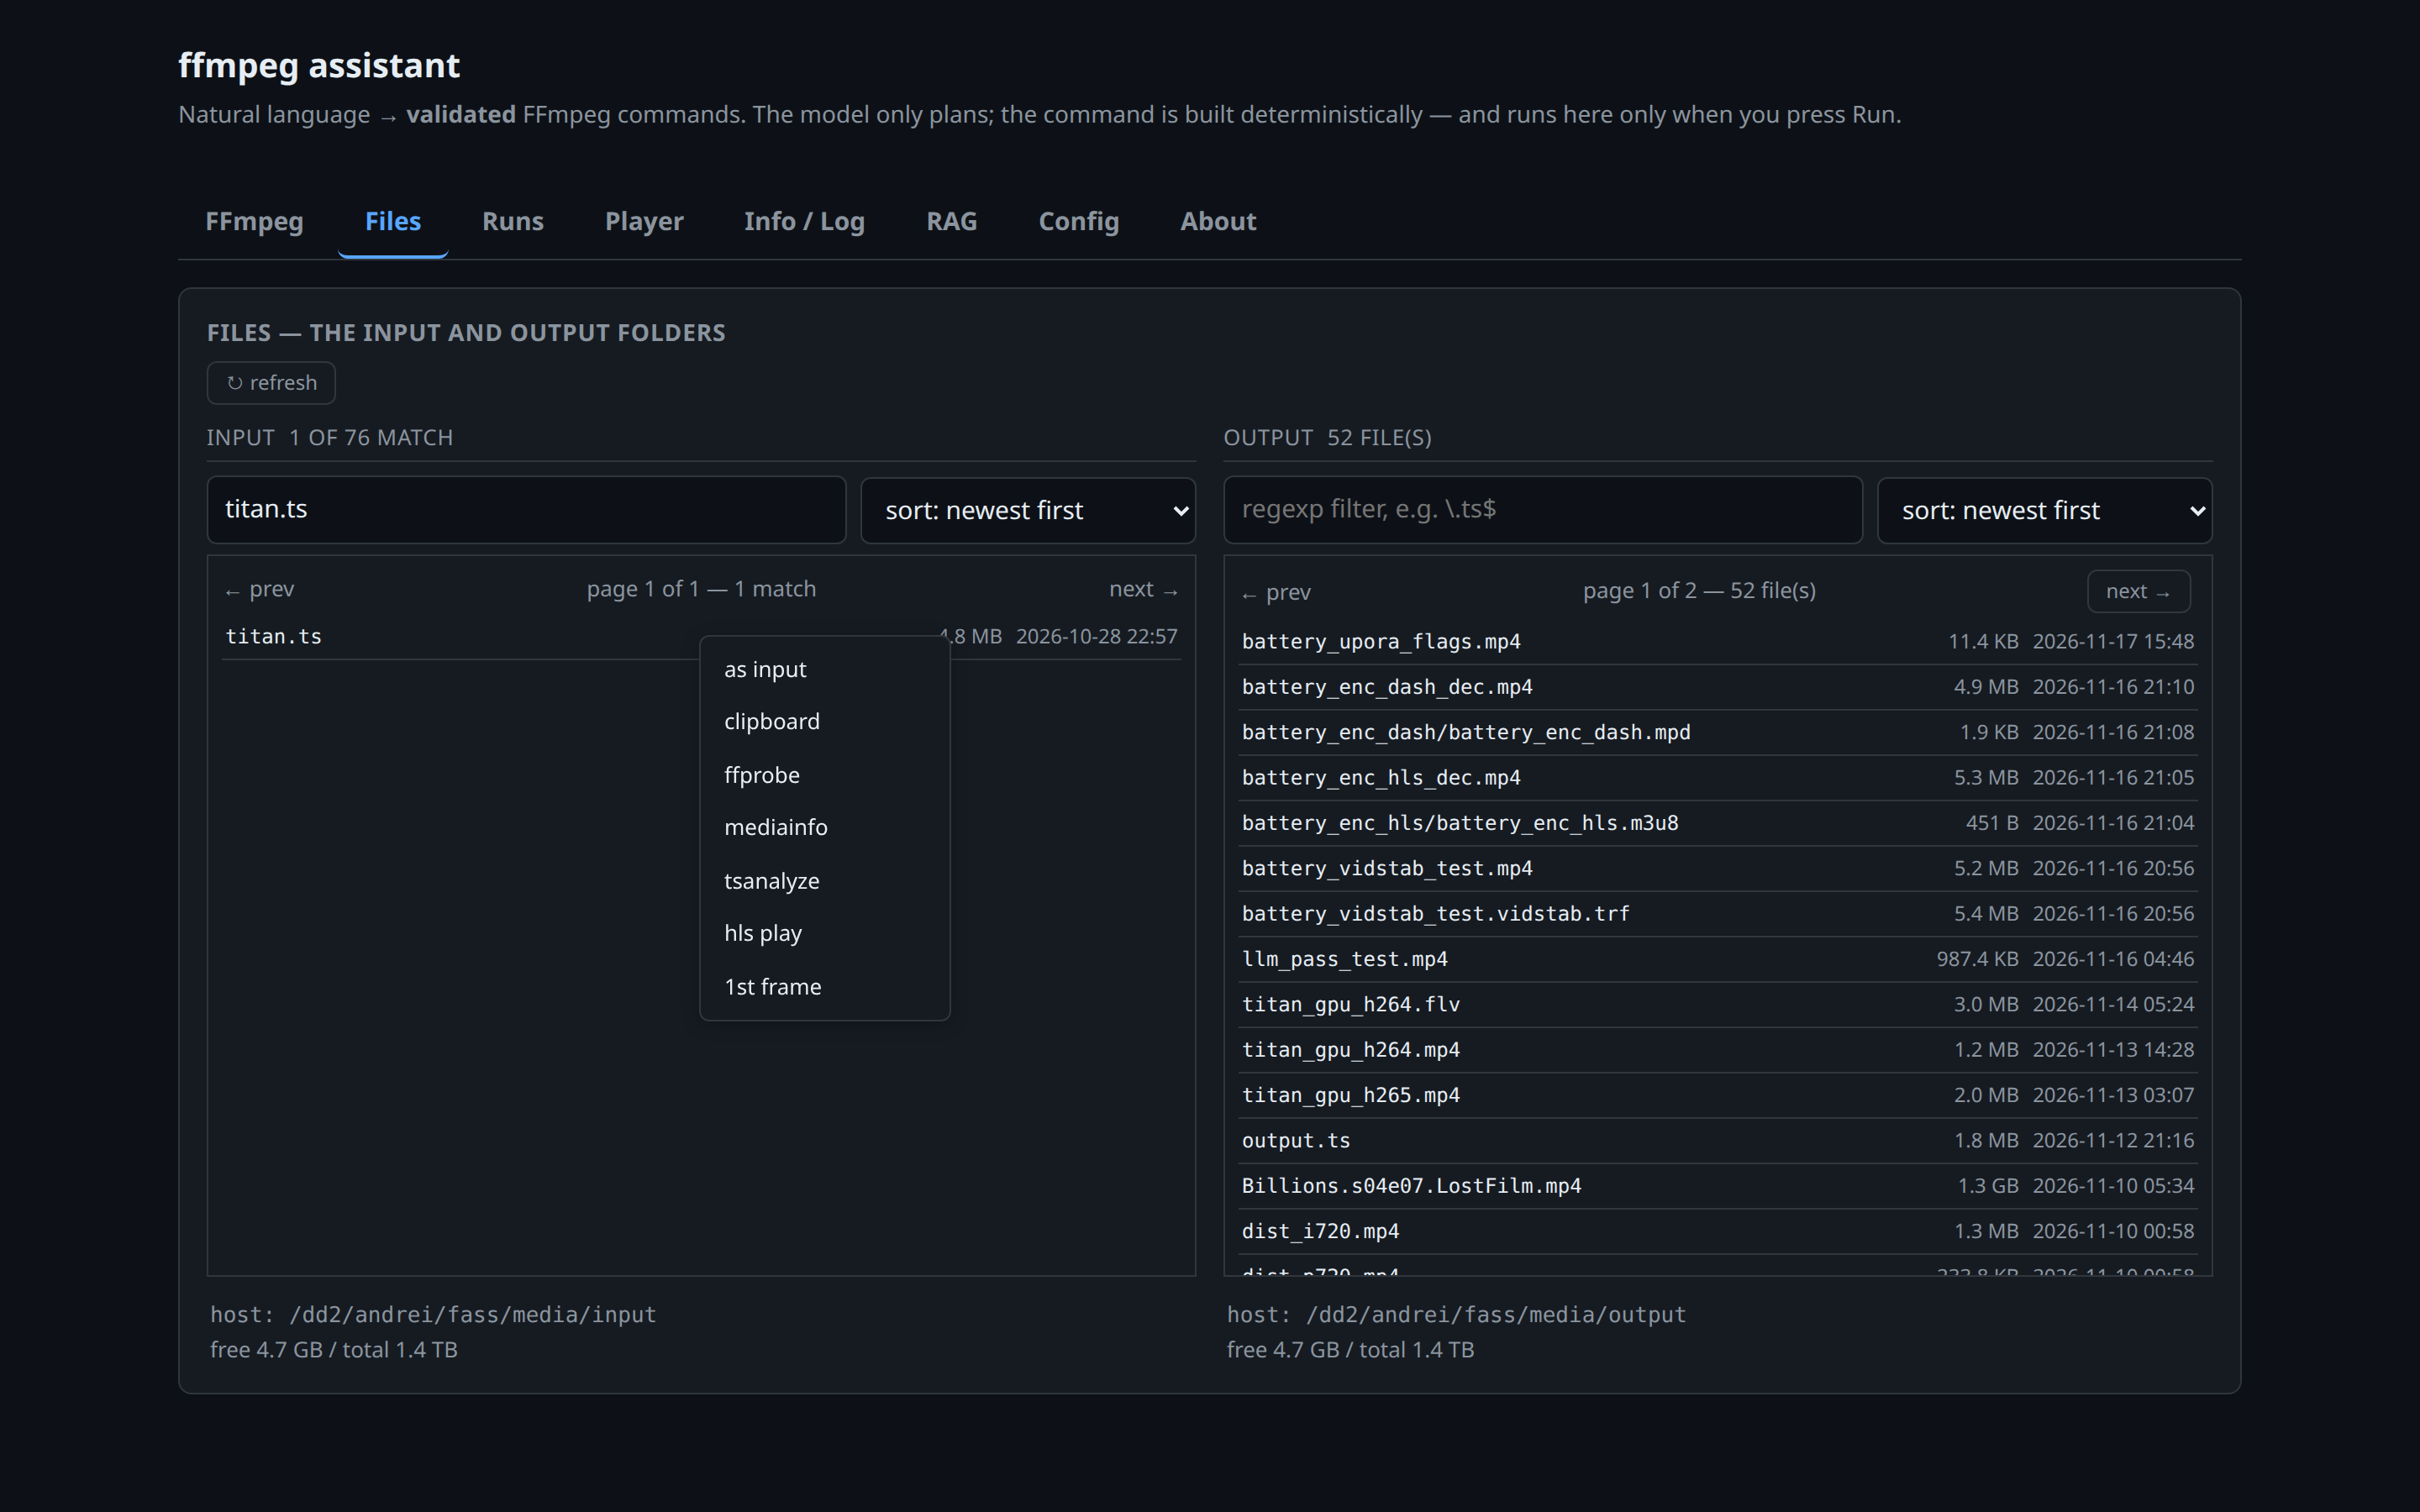 ffmpeg assistant
Natural language → validated FFmpeg commands. The model only plans; the command is built deterministically — and runs here only when you press Run.
FFmpeg Files Runs Player Info / Log RAG Config About
FILES — THE INPUT AND OUTPUT FOLDERS
↻ refresh
INPUT 1 OF 76 MATCH
titan.ts sort: newest first
← prev page 1 of 1 — 1 match next →
titan.ts 4.8 MB 2026-10-28 22:57
as input
clipboard
ffprobe
mediainfo
tsanalyze
hls play
1st frame
host: /dd2/andrei/fass/media/input
free 4.7 GB / total 1.4 TB
OUTPUT 52 FILE(S)
regexp filter, e.g. \.ts$ sort: newest first
← prev page 1 of 2 — 52 file(s) next →
battery_upora_flags.mp4 11.4 KB 2026-11-17 15:48
battery_enc_dash_dec.mp4 4.9 MB 2026-11-16 21:10
battery_enc_dash/battery_enc_dash.mpd 1.9 KB 2026-11-16 21:08
battery_enc_hls_dec.mp4 5.3 MB 2026-11-16 21:05
battery_enc_hls/battery_enc_hls.m3u8 451 B 2026-11-16 21:04
battery_vidstab_test.mp4 5.2 MB 2026-11-16 20:56
battery_vidstab_test.vidstab.trf 5.4 MB 2026-11-16 20:56
llm_pass_test.mp4 987.4 KB 2026-11-16 04:46
titan_gpu_h264.flv 3.0 MB 2026-11-14 05:24
titan_gpu_h264.mp4 1.2 MB 2026-11-13 14:28
titan_gpu_h265.mp4 2.0 MB 2026-11-13 03:07
output.ts 1.8 MB 2026-11-12 21:16
Billions.s04e07.LostFilm.mp4 1.3 GB 2026-11-10 05:34
dist_i720.mp4 1.3 MB 2026-11-10 00:58
host: /dd2/andrei/fass/media/output
free 4.7 GB / total 1.4 TB